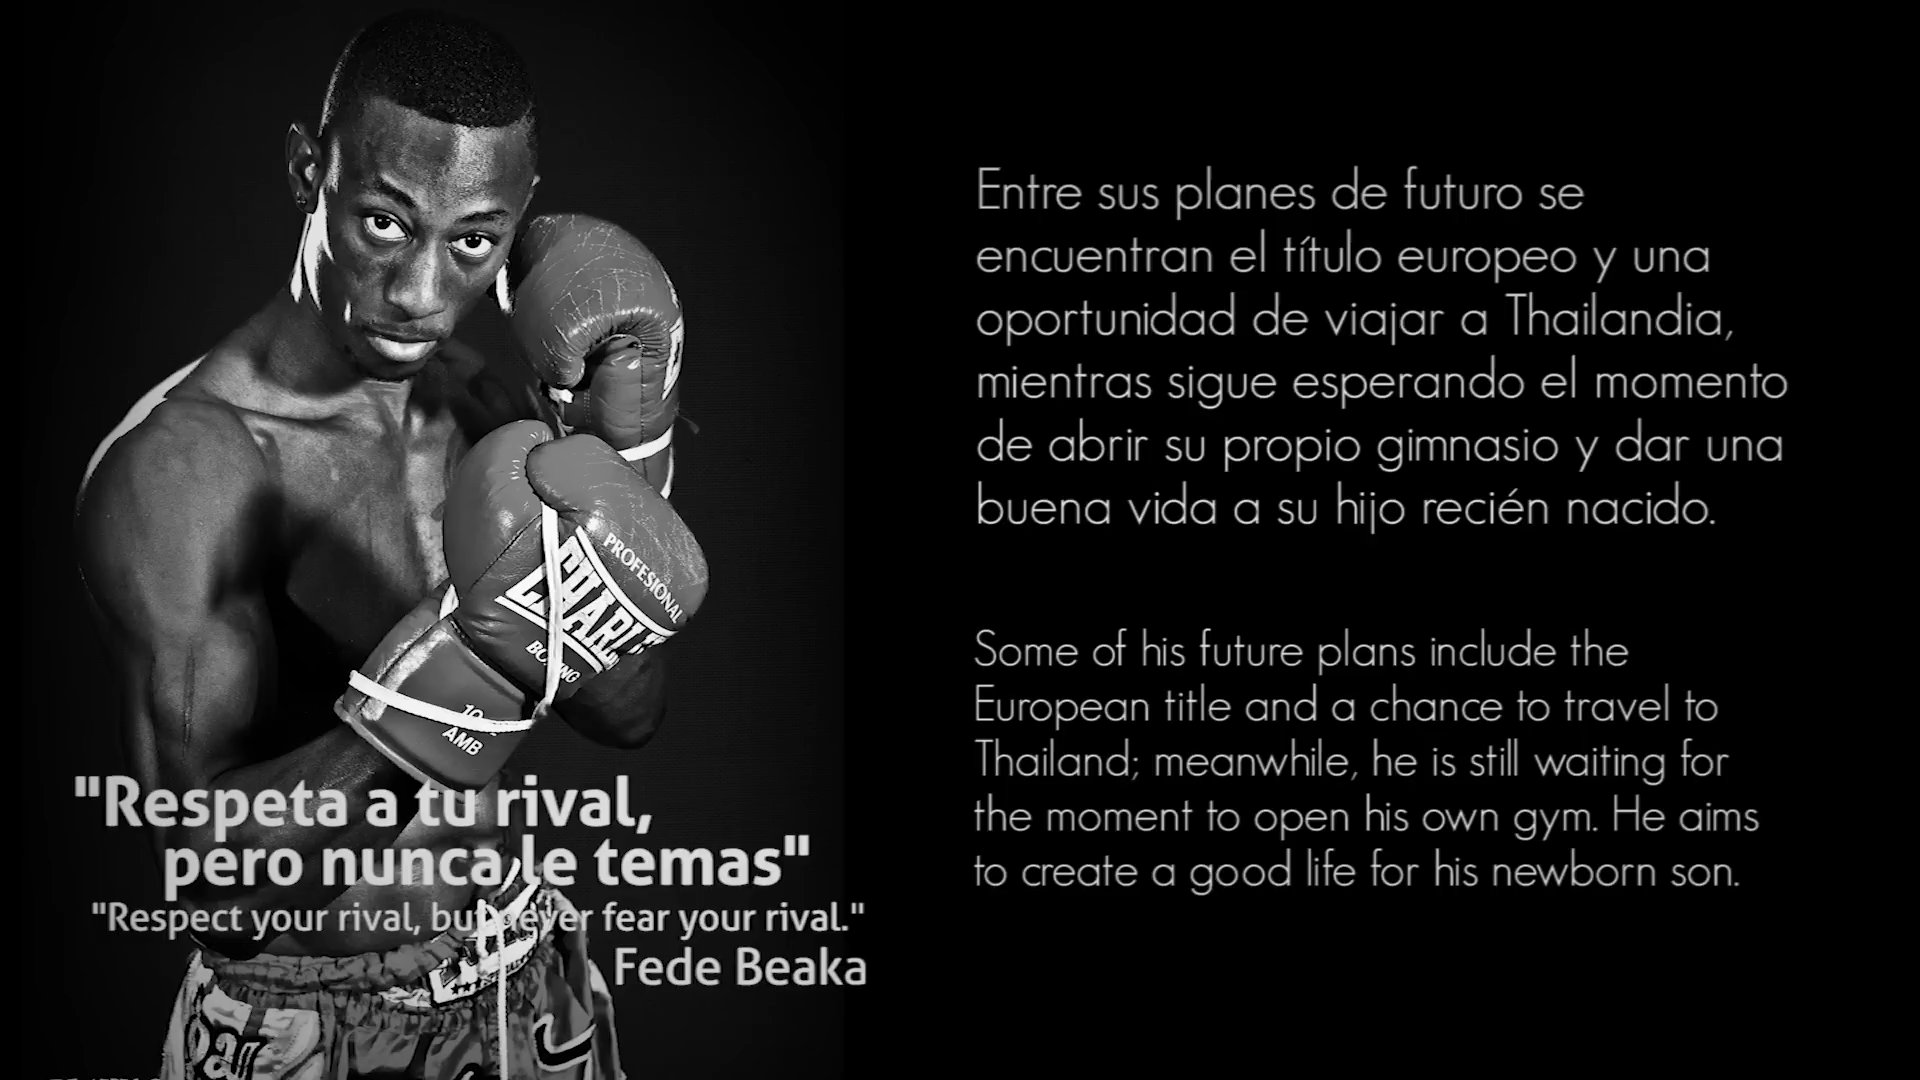 "Respeta a tu rival,
pero nunca le temas"
"Respect your rival, but never fear your rival."
Fede Beaka
Entre sus planes de futuro se
encuentran el título europeo y una
oportunidad de viajar a Thailandia,
mientras sigue esperando el momento
de abrir su propio gimnasio y dar una
buena vida a su hijo recién nacido.
Some of his future plans include the
European title and a chance to travel to
Thailand; meanwhile, he is still waiting for
the moment to open his own gym. He aims
to create a good life for his newborn son.
PROFESIONAL
CHARLIE
BOXING
10
AMB